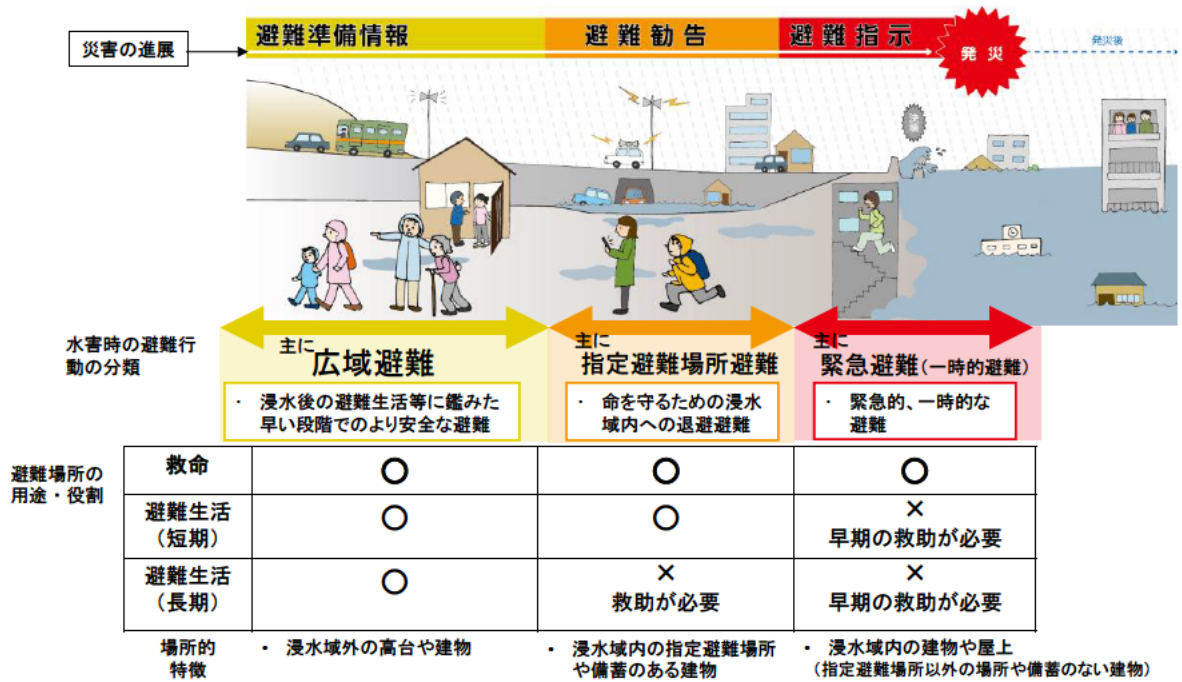 避難準備情報
避難勧告
避難指示
災害の進展
発災
発災後
水害時の避難行
動の分類
主に
広域避難
主に
指定避難場所避難
主に
緊急避難(一時的避難)
・ 浸水後の避難生活等に鑑みた
早い段階でのより安全な避難
・ 命を守るための浸水
域内への退避避難
・ 緊急的、一時的な
避難
避難場所の
用途・役割
救命
○
○
○
避難生活
(短期)
○
○
×
早期の救助が必要
避難生活
(長期)
○
×
救助が必要
×
早期の救助が必要
場所的
特徴
・ 浸水域外の高台や建物
・ 浸水域内の指定避難場所
や備蓄のある建物
・ 浸水域内の建物や屋上
(指定避難場所以外の場所や備蓄のない建物)